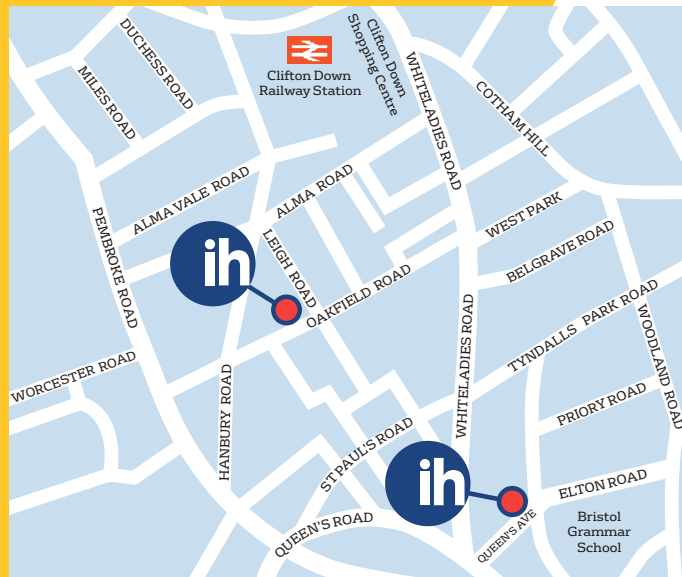 DUCHESS ROAD
MILES ROAD
Clifton Down
Railway Station
Clifton Down
Shopping Centre
WHITELADIES ROAD
COTHAM HILL
ALMA VALE ROAD
ALMA ROAD
PEMBROKE ROAD
LEIGH ROAD
WEST PARK
BELGRAVE ROAD
ih
OAKFIELD ROAD
TYNDALLS PARK ROAD
WOODLAND ROAD
WORCESTER ROAD
HANBURY ROAD
WHITELADIES ROAD
PRIORY ROAD
ST PAUL'S ROAD
ih
ELTON ROAD
QUEEN'S ROAD
QUEEN'S AVE
Bristol
Grammar
School